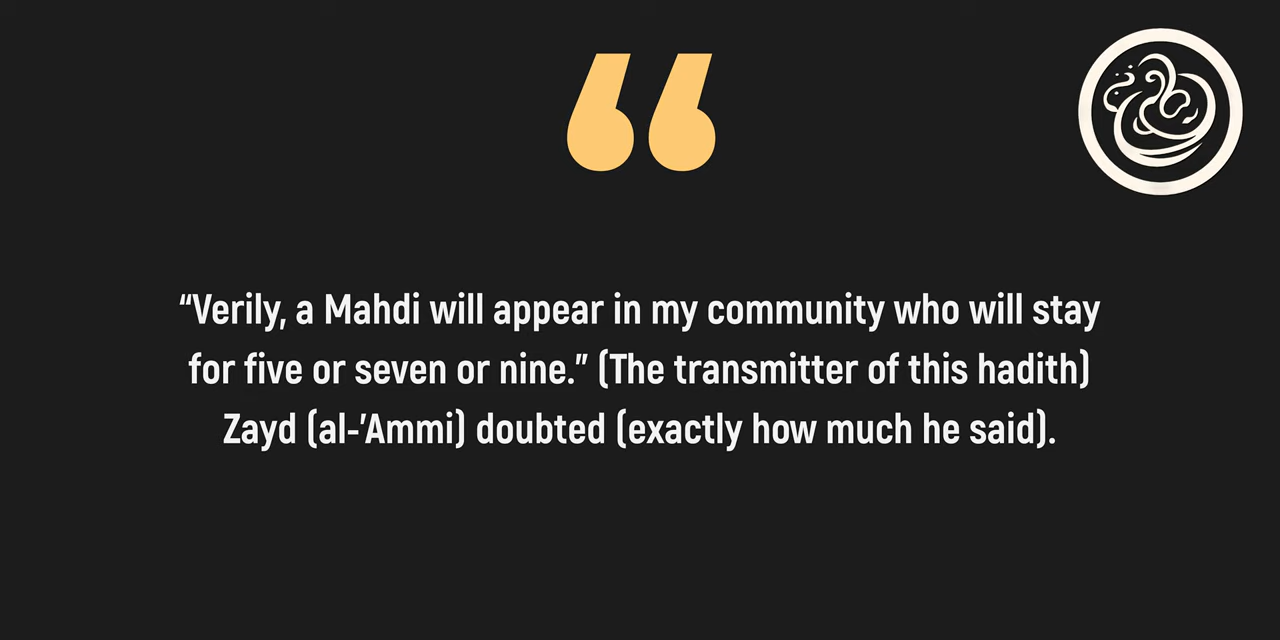 “Verily, a Mahdi will appear in my community who will stay
for five or seven or nine.” (The transmitter of this hadith)
Zayd (al-’Ammi) doubted (exactly how much he said).